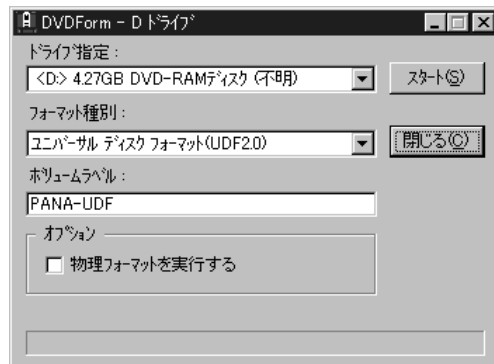 DVDForm - D ﾄﾞﾗｲﾌﾞ
ﾄﾞﾗｲﾌﾞ指定：
<D:> 4.27GB DVD-RAMﾃﾞｨｽｸ (不明)
スタート(S)
ﾌｫｰﾏｯﾄ種別：
ﾕﾆﾊﾞｰｻﾙ ﾃﾞｨｽｸ ﾌｫｰﾏｯﾄ(UDF2.0)
閉じる(C)
ﾎﾞﾘｭｰﾑﾗﾍﾞﾙ：
PANA-UDF
ｵﾌﾟｼｮﾝ
物理ﾌｫｰﾏｯﾄを実行する